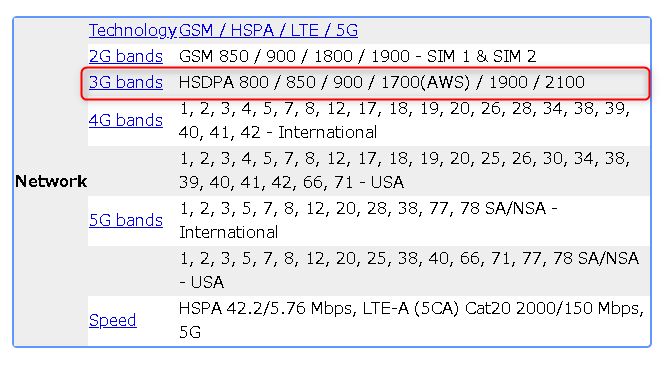 Technology GSM / HSPA / LTE / 5G
2G bands GSM 850 / 900 / 1800 / 1900 - SIM 1 & SIM 2
3G bands HSDPA 800 / 850 / 900 / 1700(AWS) / 1900 / 2100
4G bands 1, 2, 3, 4, 5, 7, 8, 12, 17, 18, 19, 20, 26, 28, 34, 38, 39,
40, 41, 42 - International
1, 2, 3, 4, 5, 7, 8, 12, 17, 18, 19, 20, 25, 26, 30, 34, 38,
Network 39, 40, 41, 42, 66, 71 - USA
5G bands 1, 2, 3, 5, 7, 8, 12, 20, 28, 38, 77, 78 SA/NSA -
International
1, 2, 3, 5, 7, 8, 12, 20, 25, 38, 40, 66, 71, 77, 78 SA/NSA
- USA
Speed HSPA 42.2/5.76 Mbps, LTE-A (5CA) Cat20 2000/150 Mbps,
5G